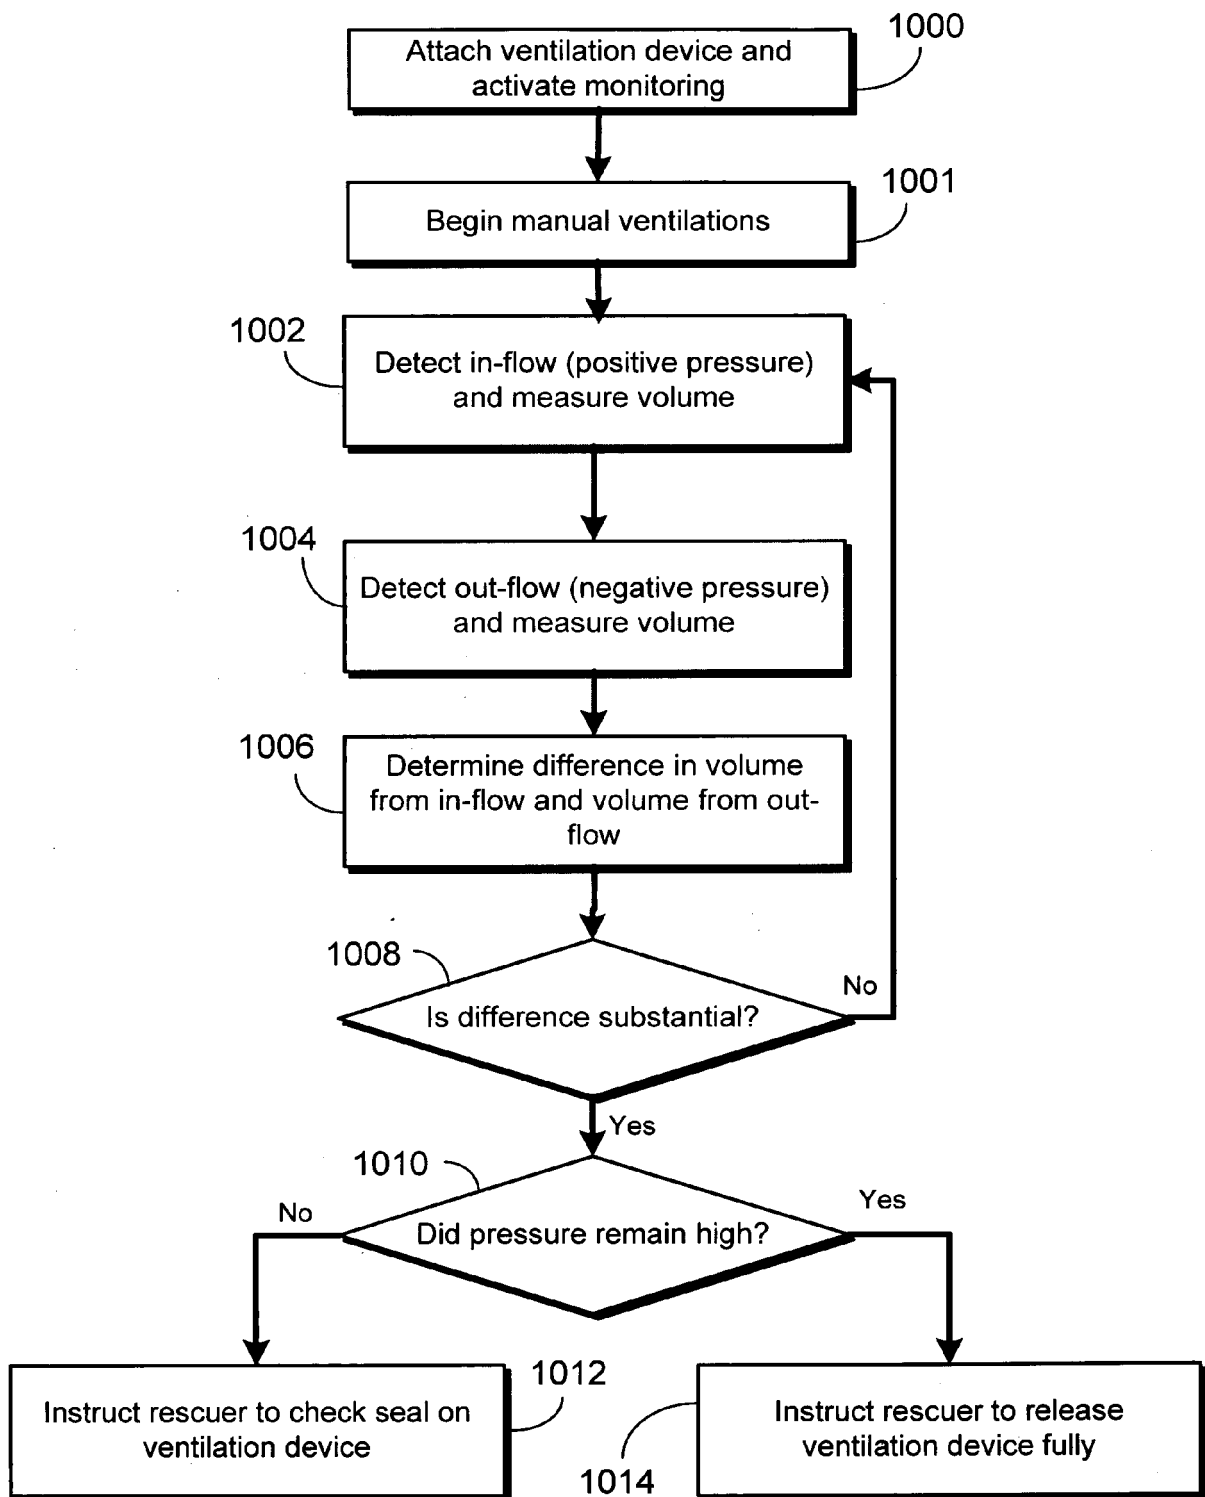 1000
Attach ventilation device and
activate monitoring
1001
Begin manual ventilations
1002
Detect in-flow (positive pressure)
and measure volume
1004
Detect out-flow (negative pressure)
and measure volume
1006
Determine difference in volume
from in-flow and volume from out-
flow
1008
Is difference substantial?
No
Yes
1010
Did pressure remain high?
No
Yes
1012
Instruct rescuer to check seal on
ventilation device
1014
Instruct rescuer to release
ventilation device fully